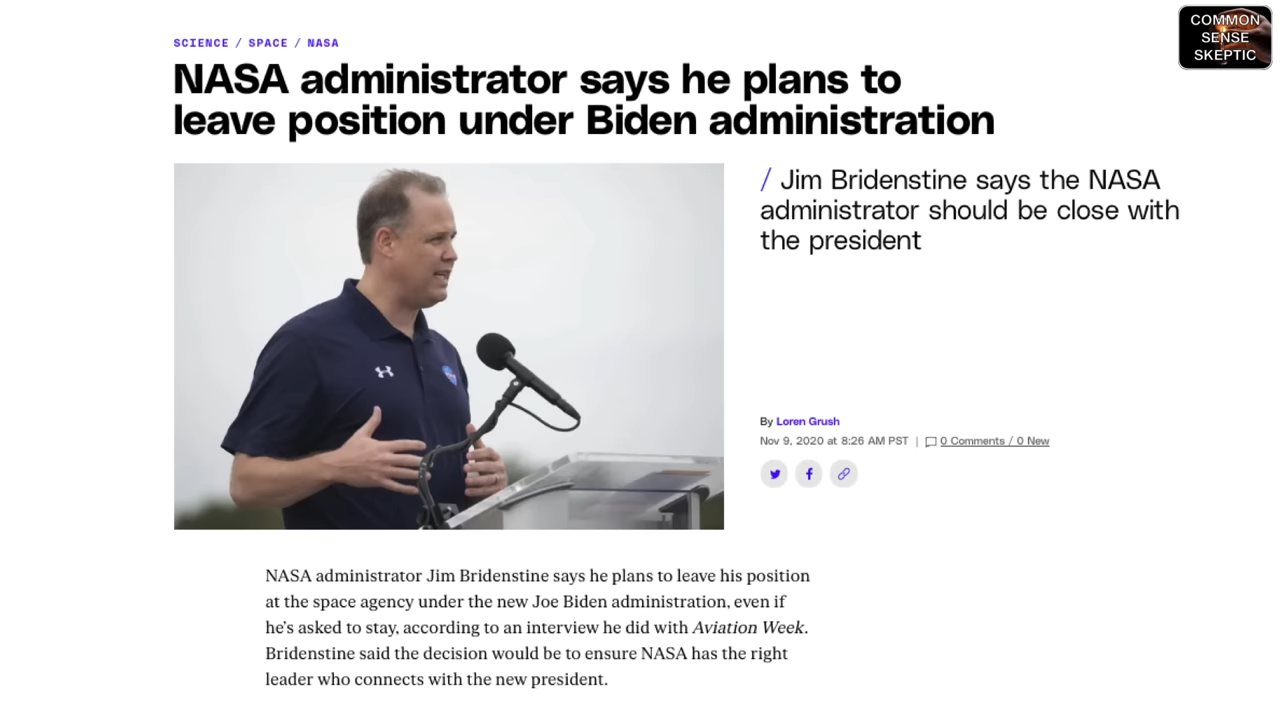 COMMON
SENSE
SKEPTIC
SCIENCE / SPACE / NASA
NASA administrator says he plans to
leave position under Biden administration
/ Jim Bridenstine says the NASA
administrator should be close with
the president
By Loren Grush
Nov 9, 2020 at 8:26 AM PST | 0 Comments / 0 New
NASA administrator Jim Bridenstine says he plans to leave his position
at the space agency under the new Joe Biden administration, even if
he's asked to stay, according to an interview he did with Aviation Week.
Bridenstine said the decision would be to ensure NASA has the right
leader who connects with the new president.